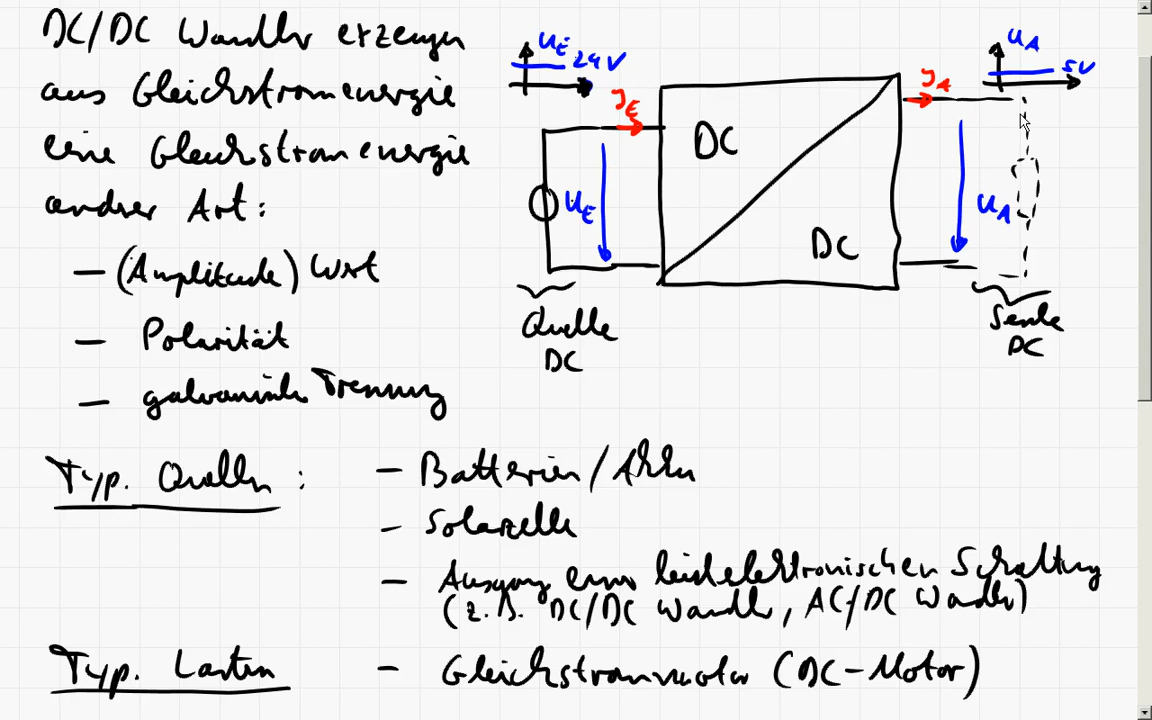 DC/DC Wandler erzeugen
aus Gleichstromenergie
eine Gleichstromenergie
andrer Art:
– (Amplitude) Wert
– Polarität
– galvanische Trennung
U_E 24V
I_E
U_E
DC
DC
I_A
U_A 5V
U_A
Quelle
DC
Senke
DC
Typ. Quellen: – Batterien/Akku
– Solarzelle
– Ausgang einer leistelektronischen Schaltung
(z.B. DC/DC Wandler, AC/DC Wandler)
Typ. Lasten – Gleichstrommotor (DC-Motor)